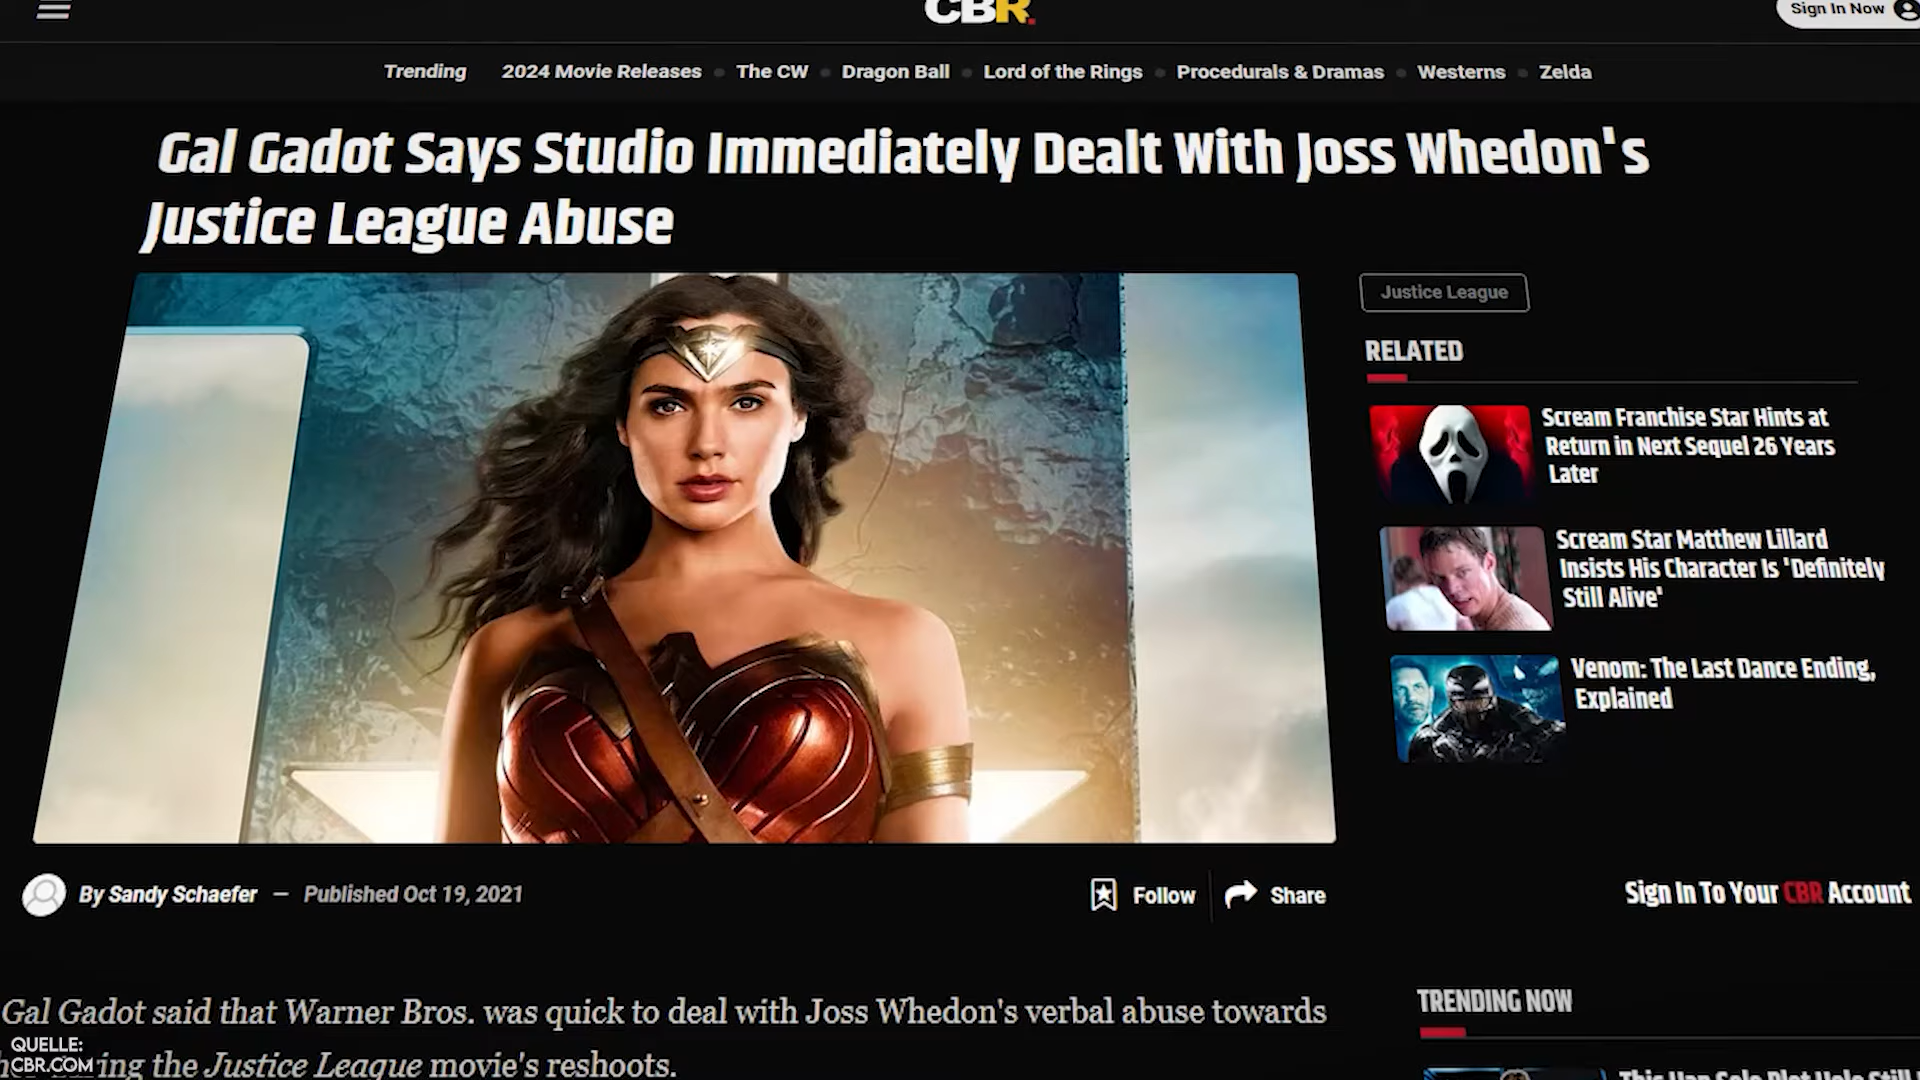 CBR.
Sign In Now
Trending 2024 Movie Releases The CW Dragon Ball Lord of the Rings Procedurals & Dramas Westerns Zelda
Gal Gadot Says Studio Immediately Dealt With Joss Whedon's
Justice League Abuse
Justice League
RELATED
Scream Franchise Star Hints at
Return in Next Sequel 26 Years
Later
Scream Star Matthew Lillard
Insists His Character Is 'Definitely
Still Alive'
Venom: The Last Dance Ending,
Explained
By Sandy Schaefer — Published Oct 19, 2021
Follow
Share
Sign In To Your CBR Account
Gal Gadot said that Warner Bros. was quick to deal with Joss Whedon's verbal abuse towards
the Justice League movie's reshoots.
TRENDING NOW
QUELLE:
CBR.COM